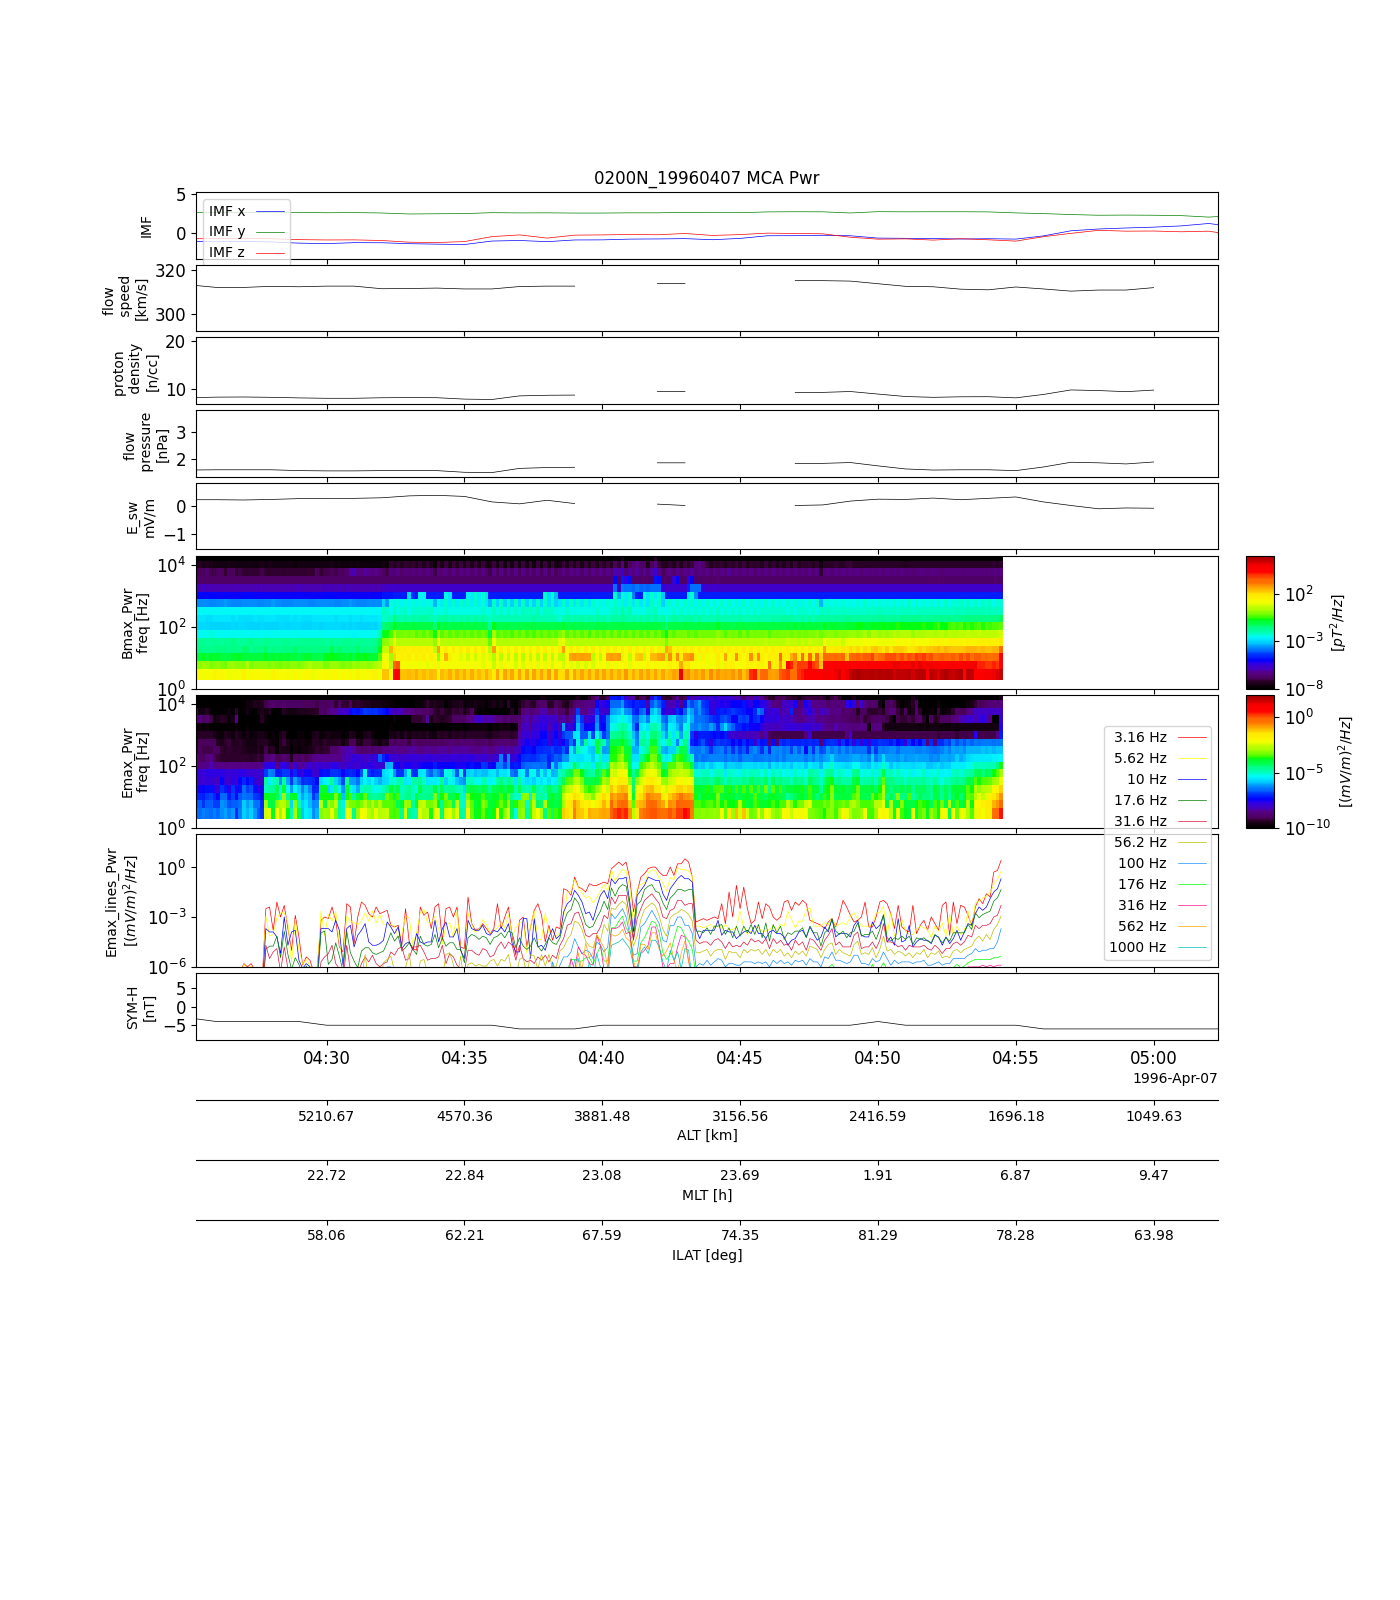 0200N_19960407 MCA Pwr
IMF
5
0
IMF x
IMF y
IMF z
flow
speed
[km/s]
320
300
proton
density
[n/cc]
20
10
flow
pressure
[nPa]
3
2
E_sw
mV/m
0
−1
Bmax_Pwr
freq [Hz]
10^4
10^2
10^0
10^2
10^−3
10^−8
[pT^2/Hz]
Emax_Pwr
freq [Hz]
10^4
10^2
10^0
10^0
10^−5
10^−10
[(mV/m)^2/Hz]
3.16 Hz
5.62 Hz
10 Hz
17.6 Hz
31.6 Hz
56.2 Hz
100 Hz
176 Hz
316 Hz
562 Hz
1000 Hz
Emax_lines_Pwr
[(mV/m)^2/Hz]
10^0
10^−3
10^−6
SYM-H
[nT]
5
0
−5
04:30 04:35 04:40 04:45 04:50 04:55 05:00
1996-Apr-07
5210.67 4570.36 3881.48 3156.56 2416.59 1696.18 1049.63
ALT [km]
22.72 22.84 23.08 23.69 1.91 6.87 9.47
MLT [h]
58.06 62.21 67.59 74.35 81.29 78.28 63.98
ILAT [deg]